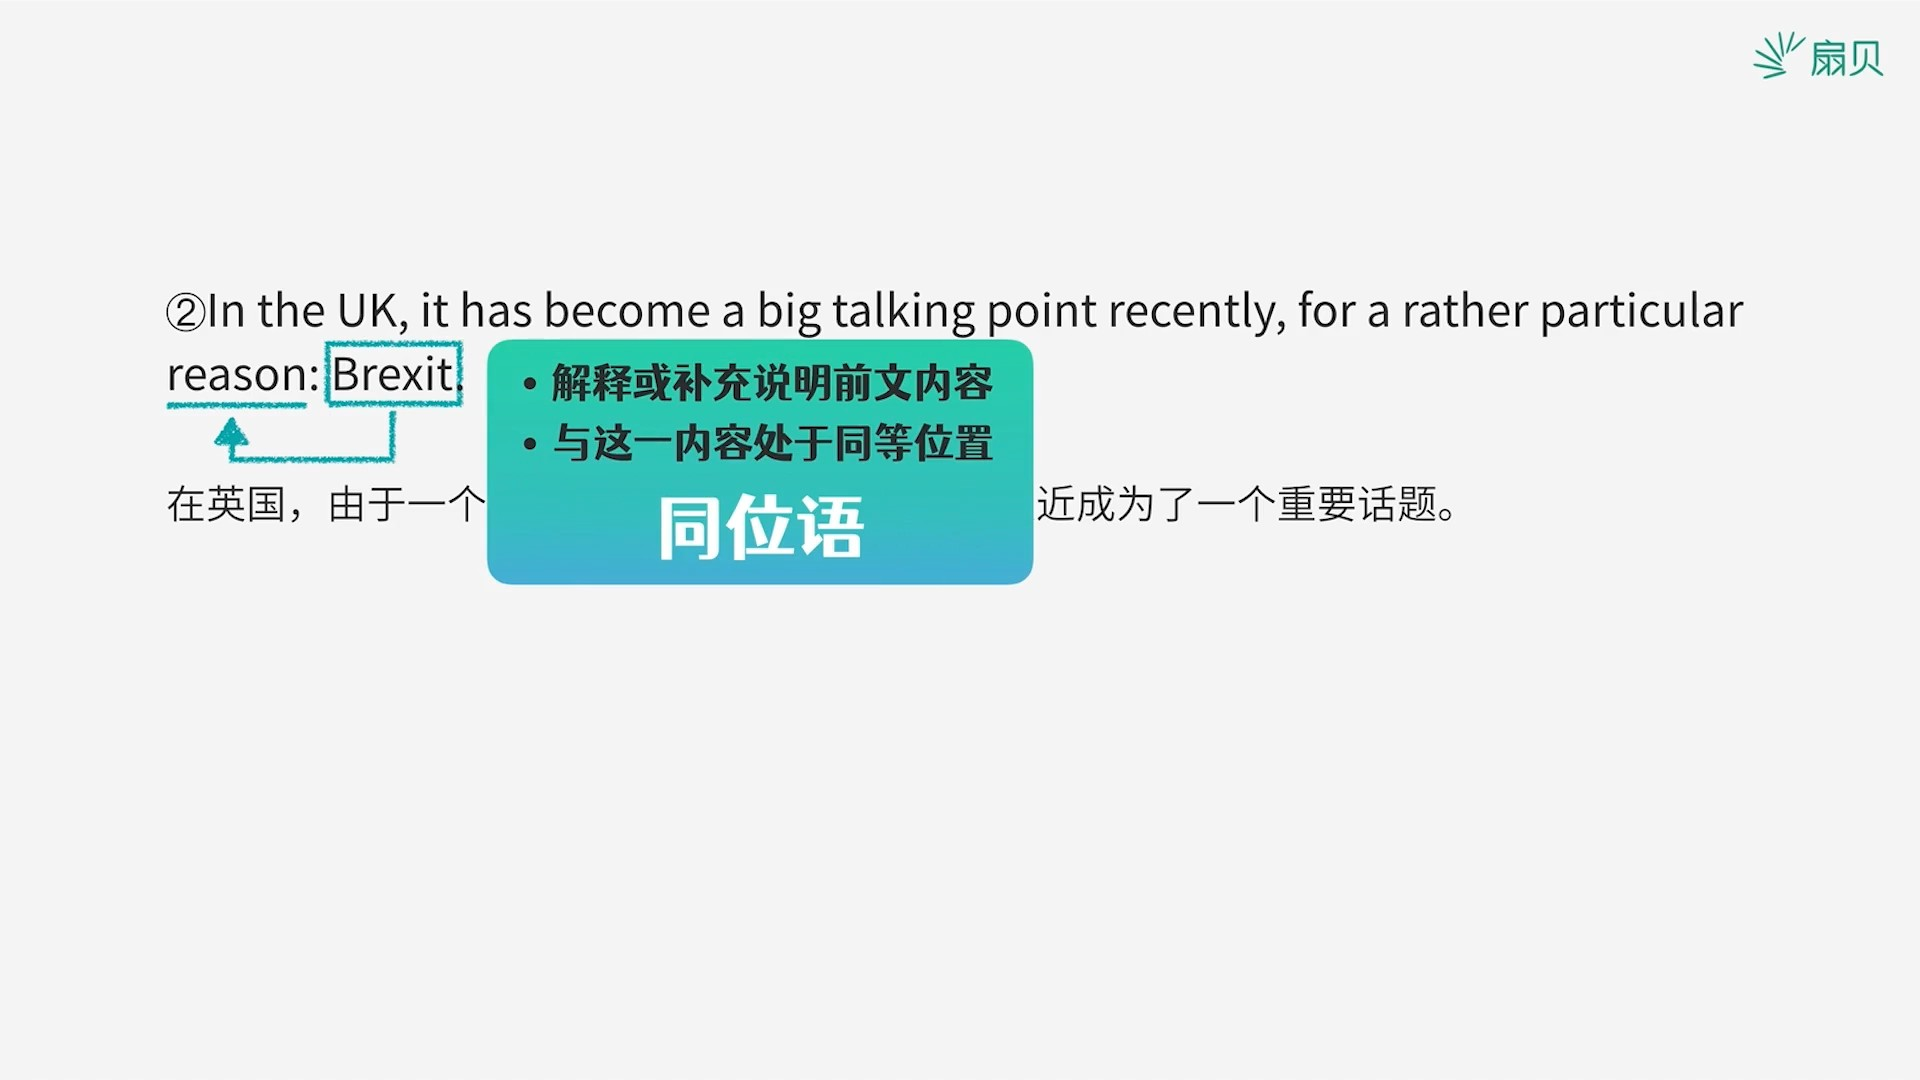 扇贝
②In the UK, it has become a big talking point recently, for a rather particular
reason: Brexit.
• 解释或补充说明前文内容
• 与这一内容处于同等位置
同位语
在英国，由于一个
近成为了一个重要话题。